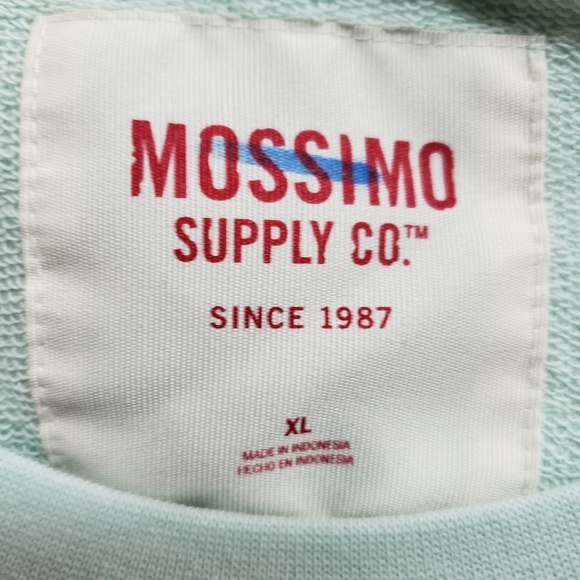 MOSSIMO
SUPPLY CO.™
SINCE 1987
XL
MADE IN INDONESIA
HECHO EN INDONESIA